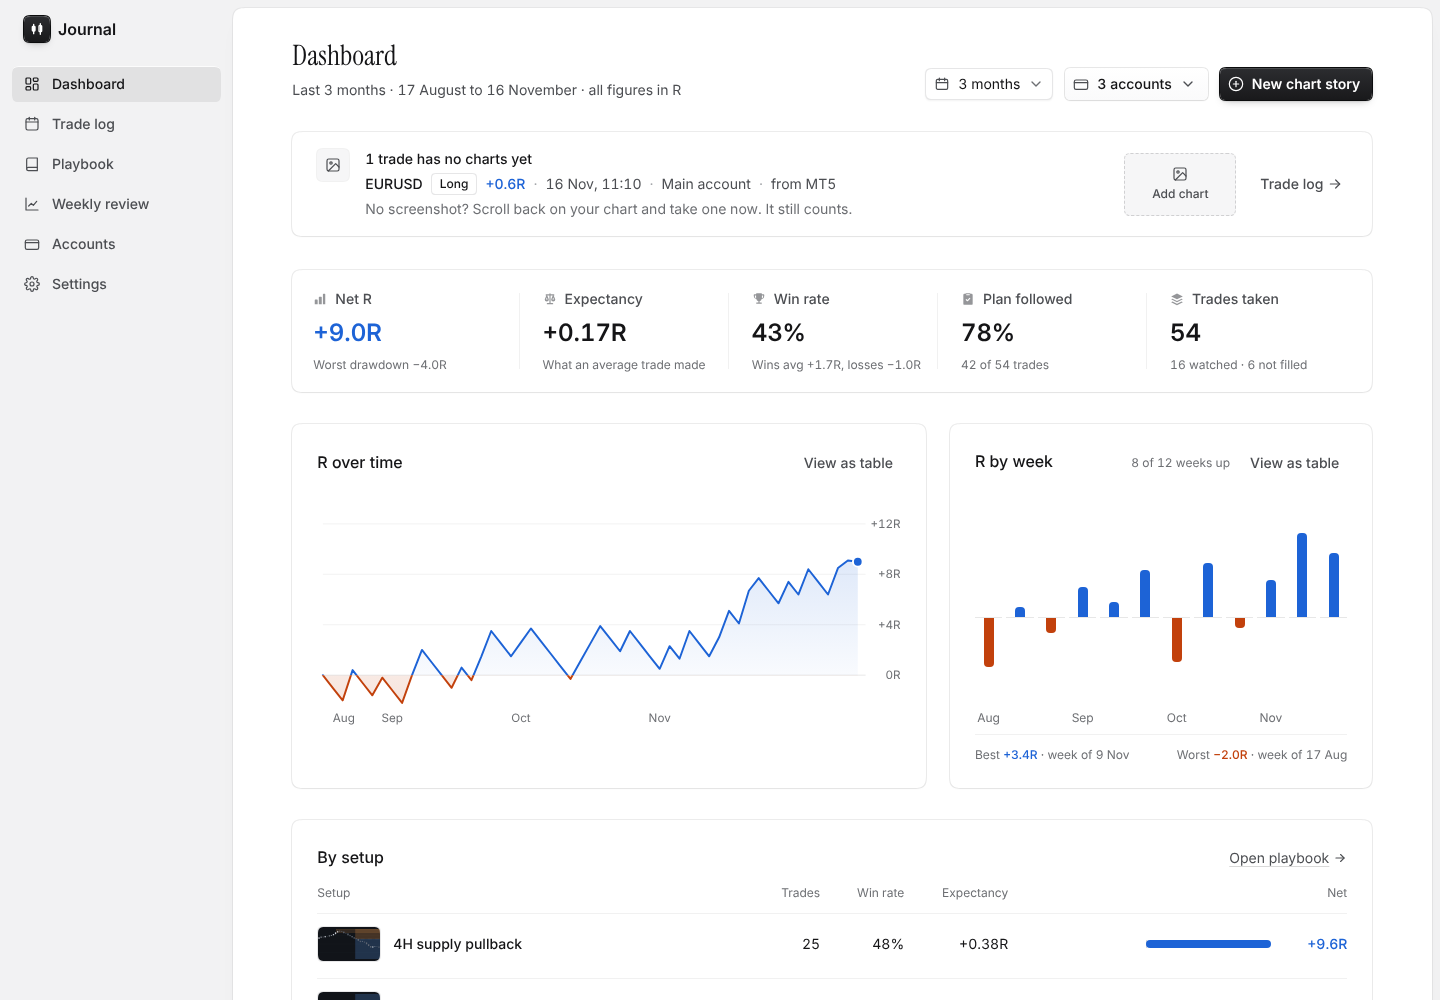 Journal
Dashboard
Trade log
Playbook
Weekly review
Accounts
Settings
Dashboard
Last 3 months · 17 August to 16 November · all figures in R
3 months
3 accounts
New chart story
1 trade has no charts yet
EURUSD Long +0.6R · 16 Nov, 11:10 · Main account · from MT5
No screenshot? Scroll back on your chart and take one now. It still counts.
Add chart
Trade log →
Net R
+9.0R
Worst drawdown −4.0R
Expectancy
+0.17R
What an average trade made
Win rate
43%
Wins avg +1.7R, losses −1.0R
Plan followed
78%
42 of 54 trades
Trades taken
54
16 watched · 6 not filled
R over time
View as table
+12R
+8R
+4R
0R
Aug Sep Oct Nov
R by week
8 of 12 weeks up
View as table
Aug Sep Oct Nov
Best +3.4R · week of 9 Nov
Worst −2.0R · week of 17 Aug
By setup
Open playbook →
Setup Trades Win rate Expectancy Net
4H supply pullback 25 48% +0.38R +9.6R